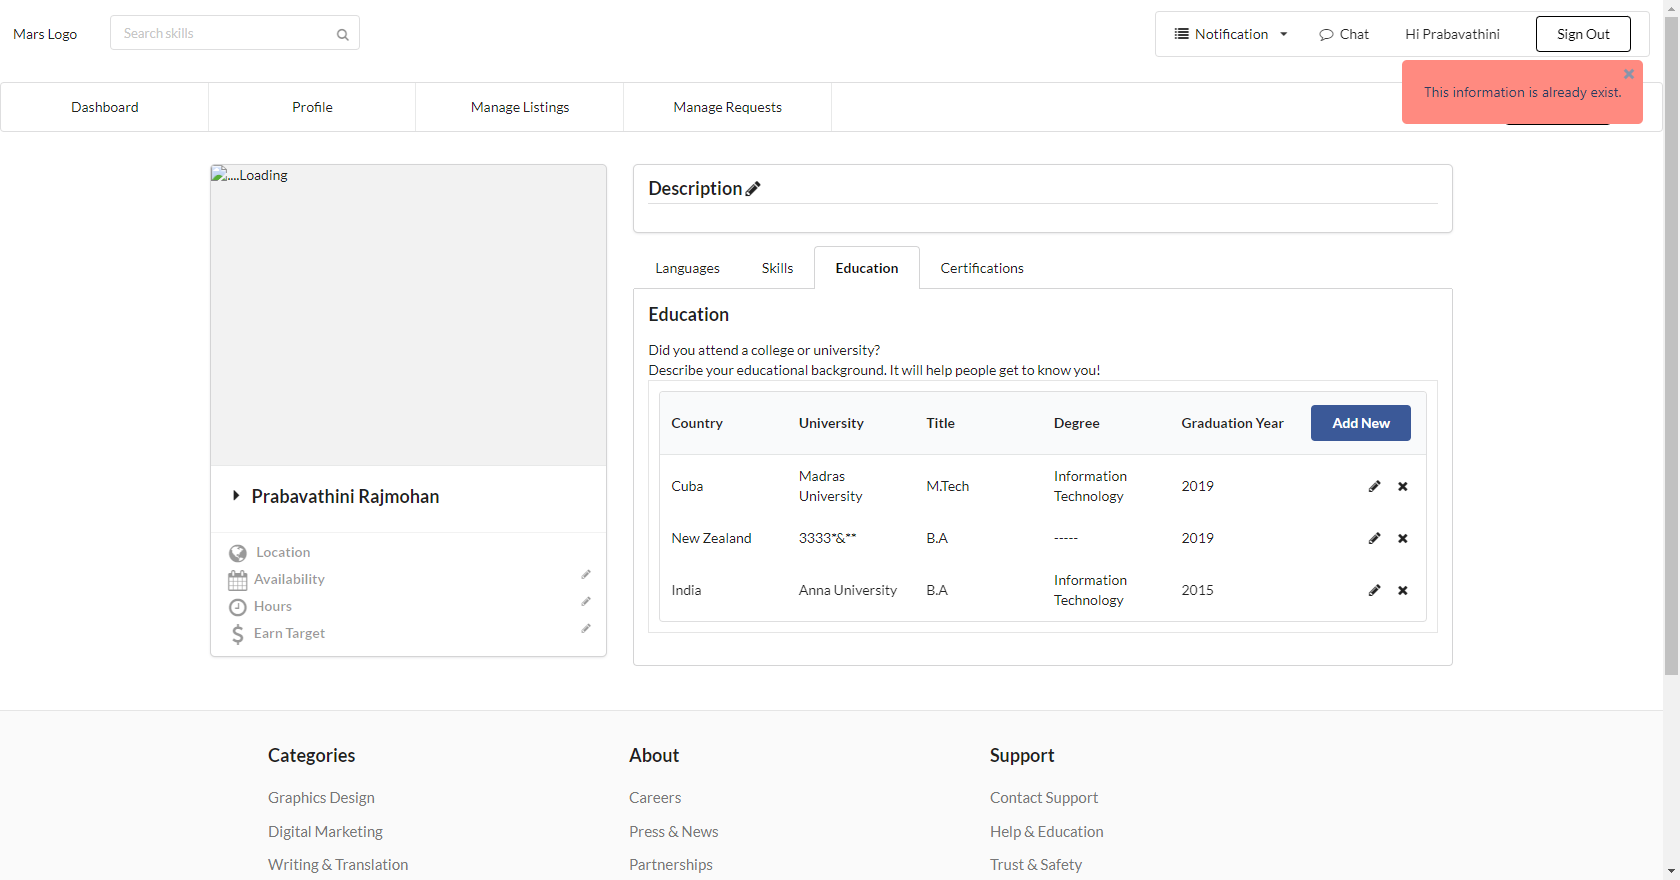 Mars Logo
Search skills
Notification
Chat
Hi Prabavathini
Sign Out
This information is already exist.
Dashboard
Profile
Manage Listings
Manage Requests
....Loading
Prabavathini Rajmohan
Location
Availability
Hours
Earn Target
Description
Languages
Skills
Education
Certifications
Education
Did you attend a college or university?
Describe your educational background. It will help people get to know you!
Country University Title Degree Graduation Year Add New
Cuba Madras University M.Tech Information Technology 2019
New Zealand 3333*&** B.A ----- 2019
India Anna University B.A Information Technology 2015
Categories
Graphics Design
Digital Marketing
Writing & Translation
About
Careers
Press & News
Partnerships
Support
Contact Support
Help & Education
Trust & Safety